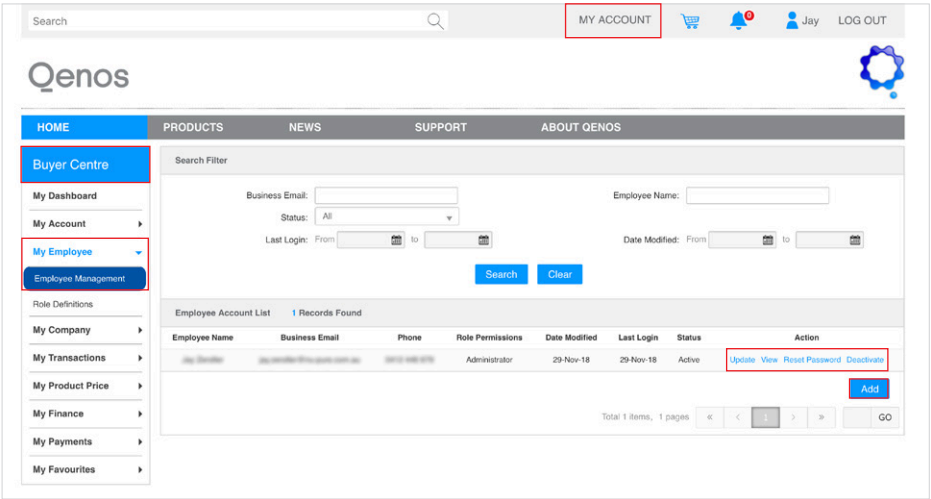 Search MY ACCOUNT 0 Jay LOG OUT
Qenos
HOME PRODUCTS NEWS SUPPORT ABOUT QENOS
Buyer Centre
My Dashboard
My Account
My Employee
Employee Management
Role Definitions
My Company
My Transactions
My Product Price
My Finance
My Payments
My Favourites
Search Filter
Business Email: Employee Name:
Status: All
Last Login: From to Date Modified: From to
Search Clear
Employee Account List 1 Records Found
Employee Name Business Email Phone Role Permissions Date Modified Last Login Status Action
Administrator 29-Nov-18 29-Nov-18 Active Update View Reset Password Deactivate
Add
Total 1 items, 1 pages « < 1 > » GO